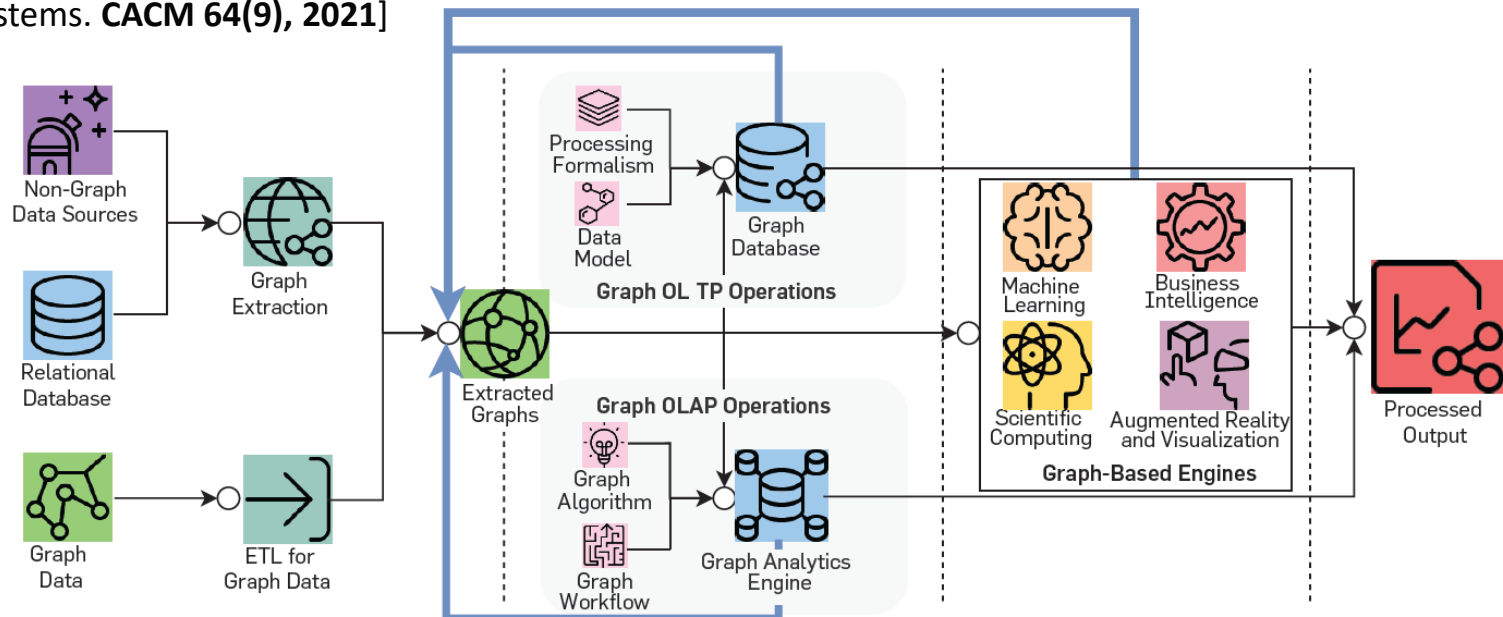 stems. CACM 64(9), 2021]
Non-Graph
Data Sources
Relational
Database
Graph
Data
Graph
Extraction
ETL for
Graph Data
Extracted
Graphs
Processing
Formalism
Data
Model
Graph
Database
Graph OL TP Operations
Graph OLAP Operations
Graph
Algorithm
Graph
Workflow
Graph Analytics
Engine
Machine
Learning
Business
Intelligence
Scientific
Computing
Augmented Reality
and Visualization
Graph-Based Engines
Processed
Output